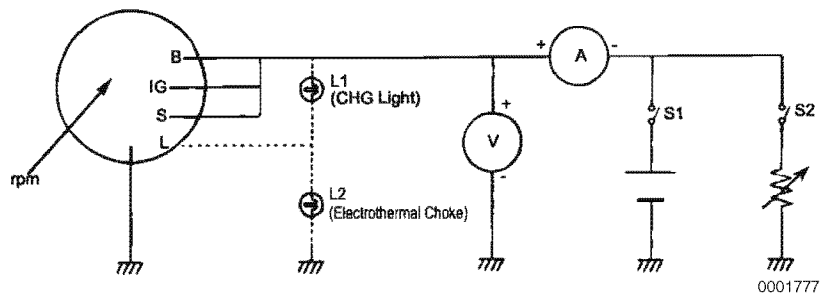 B
IG
S
L
rpm
L1
(CHG Light)
L2
(Electrothermal Choke)
+
A
-
+
V
-
S1
S2
0001777